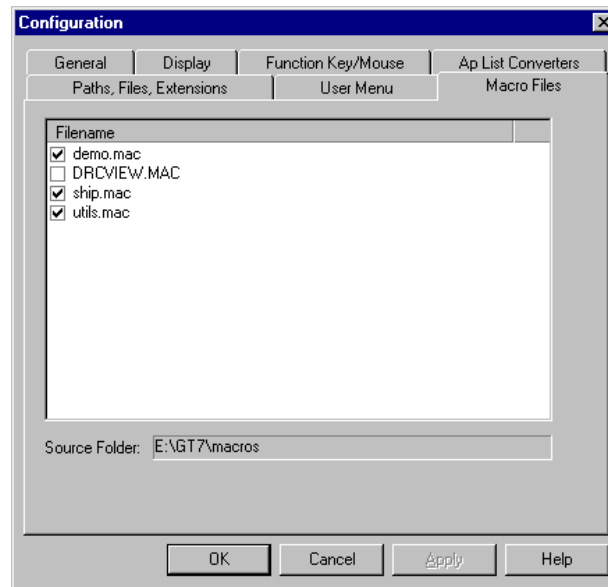 Configuration
General Display Function Key/Mouse Ap List Converters
Paths, Files, Extensions User Menu Macro Files
Filename
demo.mac
DRCVIEW.MAC
ship.mac
utils.mac
Source Folder: E:\GT7\macros
OK Cancel Apply Help